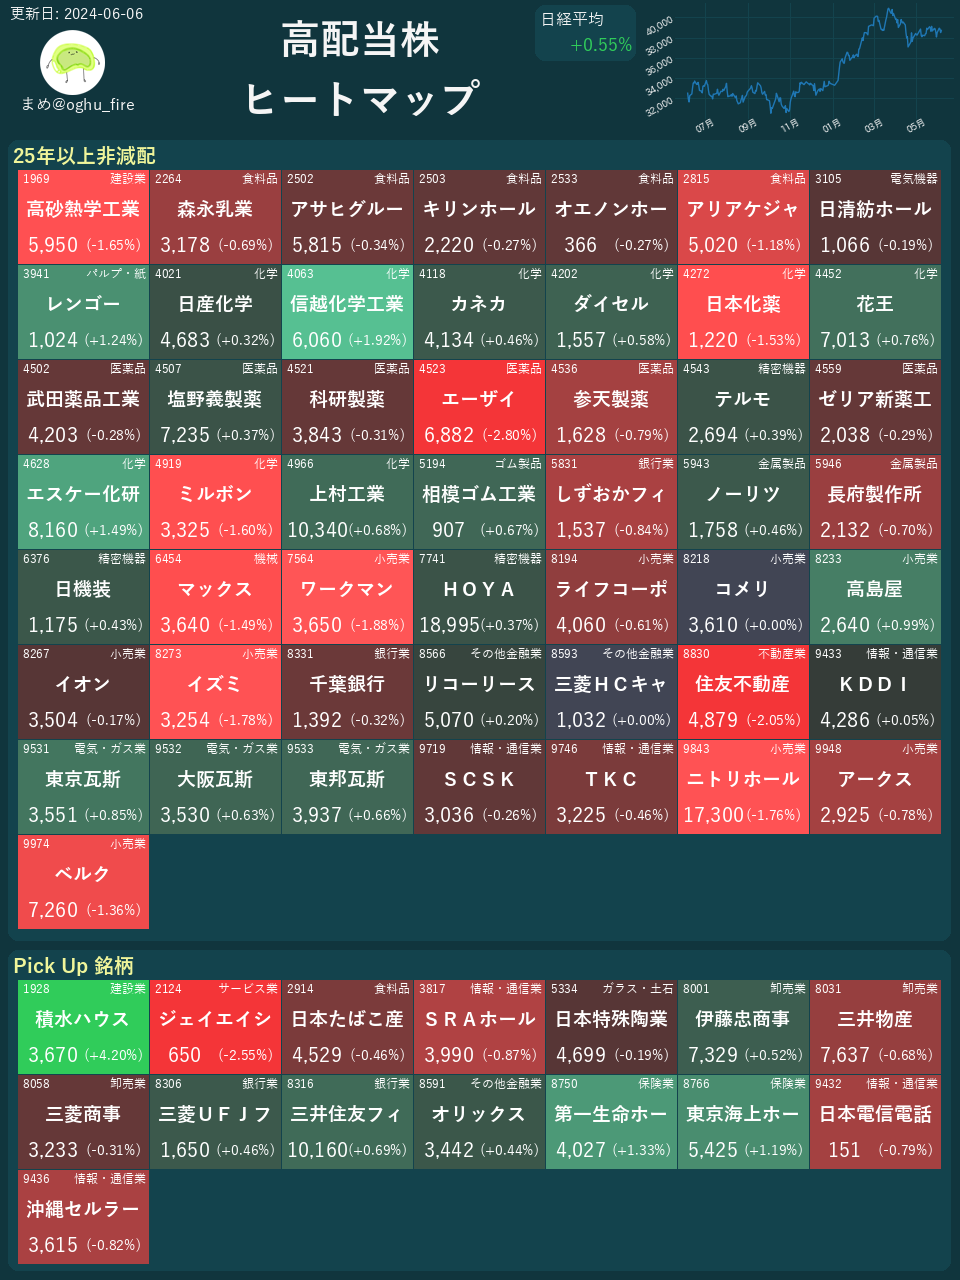 更新日: 2024-06-06
まめ@oghu_fire
高配当株
ヒートマップ
日経平均
+0.55%
40,000
38,000
36,000
34,000
32,000
07月 09月 11月 01月 03月 05月
25年以上非減配
1969 建設業 2264 食料品 2502 食料品 2503 食料品 2533 食料品 2815 食料品 3105 電気機器
高砂熱学工業 森永乳業 アサヒグルー キリンホール オエノンホー アリアケジャ 日清紡ホール
5,950 (-1.65%) 3,178 (-0.69%) 5,815 (-0.34%) 2,220 (-0.27%) 366 (-0.27%) 5,020 (-1.18%) 1,066 (-0.19%)
3941 パルプ・紙 4021 化学 4063 化学 4118 化学 4202 化学 4272 化学 4452 化学
レンゴー 日産化学 信越化学工業 カネカ ダイセル 日本化薬 花王
1,024 (+1.24%) 4,683 (+0.32%) 6,060 (+1.92%) 4,134 (+0.46%) 1,557 (+0.58%) 1,220 (-1.53%) 7,013 (+0.76%)
4502 医薬品 4507 医薬品 4521 医薬品 4523 医薬品 4536 医薬品 4543 精密機器 4559 医薬品
武田薬品工業 塩野義製薬 科研製薬 エーザイ 参天製薬 テルモ ゼリア新薬工
4,203 (-0.28%) 7,235 (+0.37%) 3,843 (-0.31%) 6,882 (-2.80%) 1,628 (-0.79%) 2,694 (+0.39%) 2,038 (-0.29%)
4628 化学 4919 化学 4966 化学 5194 ゴム製品 5831 銀行業 5943 金属製品 5946 金属製品
エスケー化研 ミルボン 上村工業 相模ゴム工業 しずおかフィ ノーリツ 長府製作所
8,160 (+1.49%) 3,325 (-1.60%) 10,340(+0.68%) 907 (+0.67%) 1,537 (-0.84%) 1,758 (+0.46%) 2,132 (-0.70%)
6376 精密機器 6454 機械 7564 小売業 7741 精密機器 8194 小売業 8218 小売業 8233 小売業
日機装 マックス ワークマン ＨＯＹＡ ライフコーポ コメリ 高島屋
1,175 (+0.43%) 3,640 (-1.49%) 3,650 (-1.88%) 18,995(+0.37%) 4,060 (-0.61%) 3,610 (+0.00%) 2,640 (+0.99%)
8267 小売業 8273 小売業 8331 銀行業 8566 その他金融業 8593 その他金融業 8830 不動産業 9433 情報・通信業
イオン イズミ 千葉銀行 リコーリース 三菱ＨＣキャ 住友不動産 ＫＤＤＩ
3,504 (-0.17%) 3,254 (-1.78%) 1,392 (-0.32%) 5,070 (+0.20%) 1,032 (+0.00%) 4,879 (-2.05%) 4,286 (+0.05%)
9531 電気・ガス業 9532 電気・ガス業 9533 電気・ガス業 9719 情報・通信業 9746 情報・通信業 9843 小売業 9948 小売業
東京瓦斯 大阪瓦斯 東邦瓦斯 ＳＣＳＫ ＴＫＣ ニトリホール アークス
3,551 (+0.85%) 3,530 (+0.63%) 3,937 (+0.66%) 3,036 (-0.26%) 3,225 (-0.46%) 17,300(-1.76%) 2,925 (-0.78%)
9974 小売業
ベルク
7,260 (-1.36%)
Pick Up 銘柄
1928 建設業 2124 サービス業 2914 食料品 3817 情報・通信業 5334 ガラス・土石 8001 卸売業 8031 卸売業
積水ハウス ジェイエイシ 日本たばこ産 ＳＲＡホール 日本特殊陶業 伊藤忠商事 三井物産
3,670 (+4.20%) 650 (-2.55%) 4,529 (-0.46%) 3,990 (-0.87%) 4,699 (-0.19%) 7,329 (+0.52%) 7,637 (-0.68%)
8058 卸売業 8306 銀行業 8316 銀行業 8591 その他金融業 8750 保険業 8766 保険業 9432 情報・通信業
三菱商事 三菱ＵＦＪフ 三井住友フィ オリックス 第一生命ホー 東京海上ホー 日本電信電話
3,233 (-0.31%) 1,650 (+0.46%) 10,160(+0.69%) 3,442 (+0.44%) 4,027 (+1.33%) 5,425 (+1.19%) 151 (-0.79%)
9436 情報・通信業
沖縄セルラー
3,615 (-0.82%)